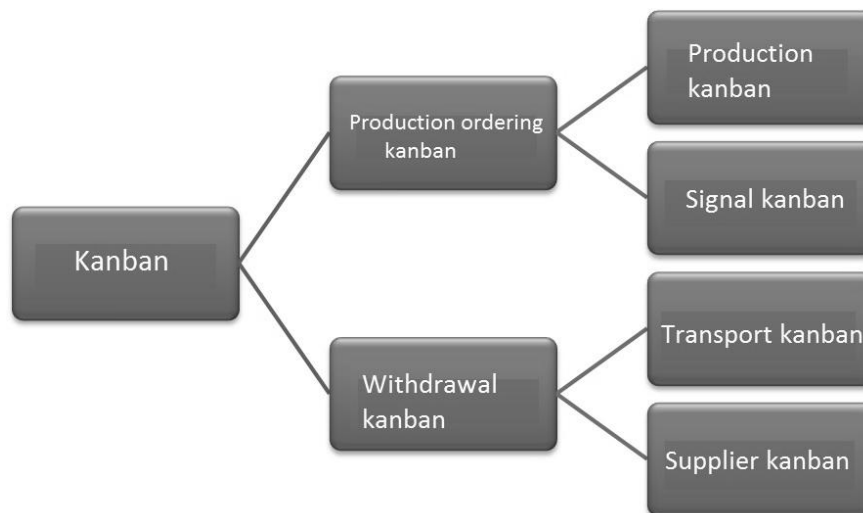 Kanban
Production ordering
kanban
Withdrawal
kanban
Production
kanban
Signal kanban
Transport kanban
Supplier kanban